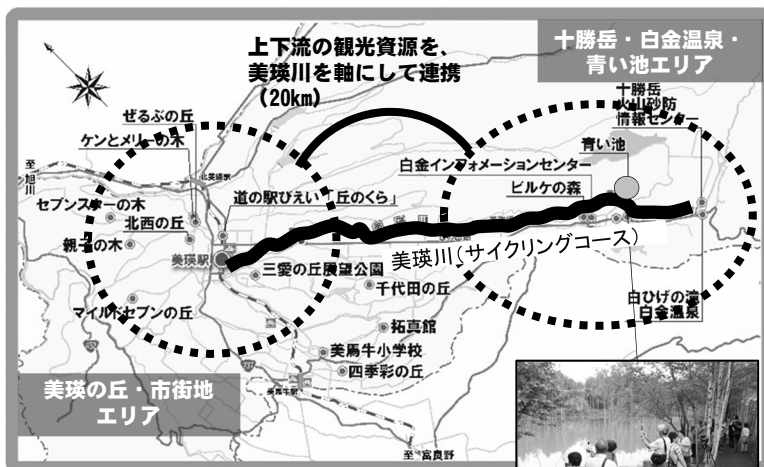 上下流の観光資源を、
美瑛川を軸にして連携
(20km)
十勝岳・白金温泉・
青い池エリア
十勝岳
火山砂防
情報センター
ぜるぶの丘
ケンとメリーの木
青い池
至
旭川
北美瑛駅
白金インフォメーションセンター
道の駅びえい「丘のくら」
ビルケの森
セブンスターの木
北西の丘
親子の木
美瑛駅
美瑛川(サイクリングコース)
三愛の丘展望公園
千代田の丘
マイルドセブンの丘
白ひげの滝
白金温泉
拓真館
美馬牛小学校
四季彩の丘
237
美馬牛駅
美瑛の丘・市街地
エリア
至 富良野